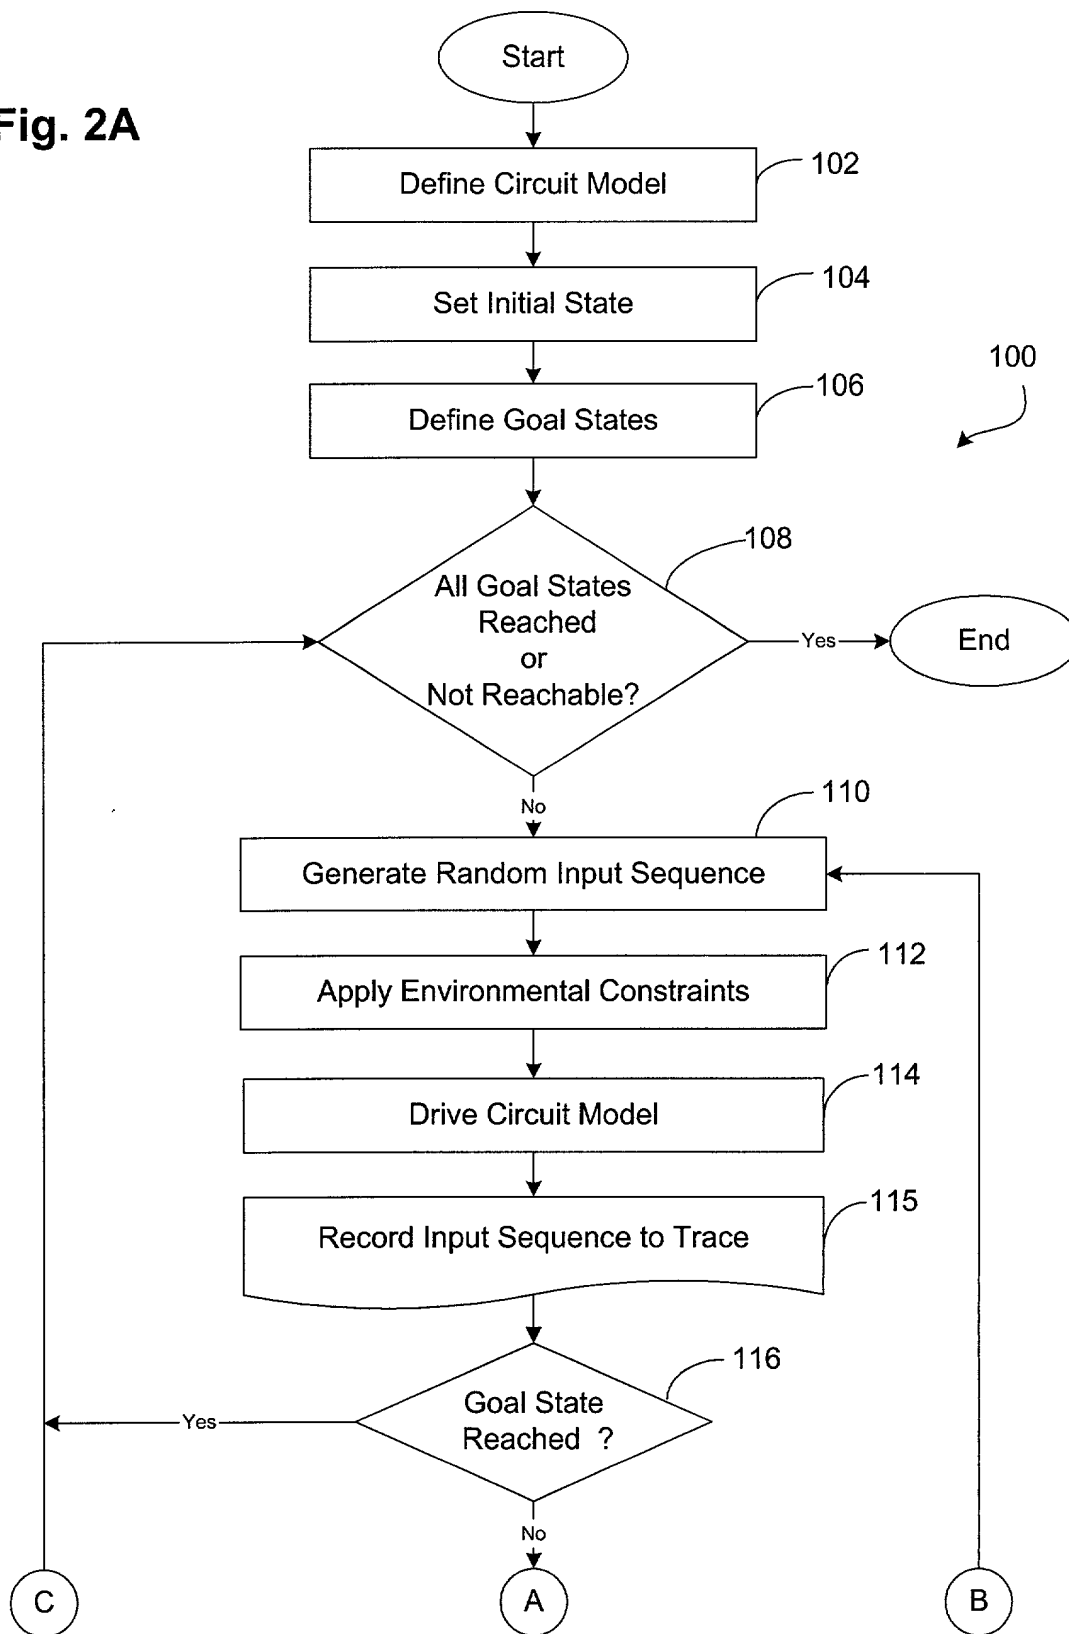 Start
Fig. 2A
Define Circuit Model
102
Set Initial State
104
Define Goal States
106
100
108
All Goal States
Reached
or
Not Reachable?
Yes
End
No
110
Generate Random Input Sequence
112
Apply Environmental Constraints
114
Drive Circuit Model
115
Record Input Sequence to Trace
116
Goal State
Reached ?
Yes
No
C
A
B